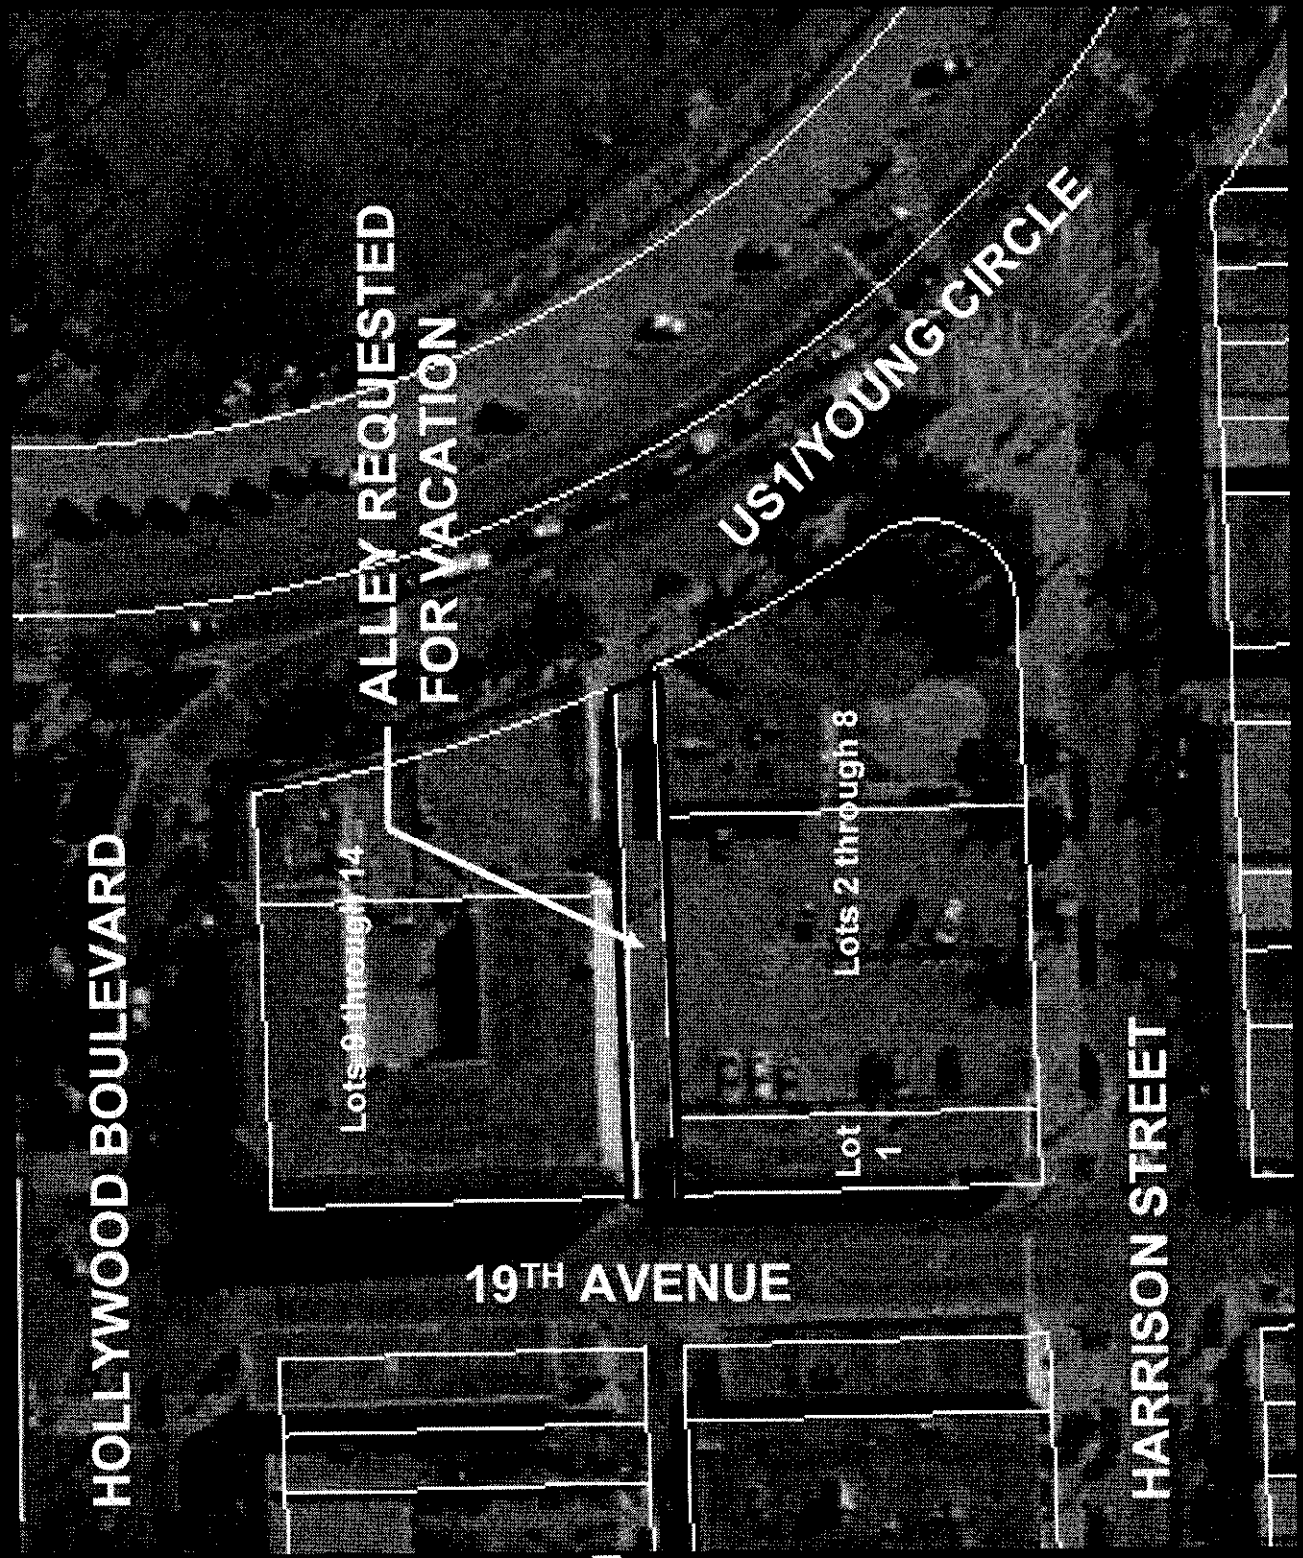 ALLEY REQUESTED
FOR VACATION
US1/YOUNG CIRCLE
HOLLYWOOD BOULEVARD
Lots 9 through 14
Lots 2 through 8
Lot
1
HARRISON STREET
19TH AVENUE